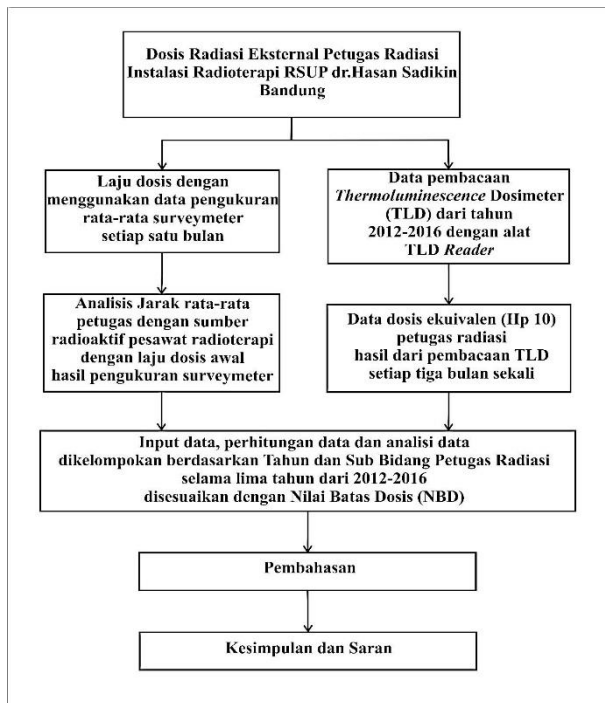 Dosis Radiasi Eksternal Petugas Radiasi
Instalasi Radioterapi RSUP dr.Hasan Sadikin
Bandung
Laju dosis dengan
menggunakan data pengukuran
rata-rata surveymeter
setiap satu bulan
Data pembacaan
Thermoluminescence Dosimeter
(TLD) dari tahun
2012-2016 dengan alat
TLD Reader
Analisis Jarak rata-rata
petugas dengan sumber
radioaktif pesawat radioterapi
dengan laju dosis awal
hasil pengukuran surveymeter
Data dosis ekuivalen (Hp 10)
petugas radiasi
hasil dari pembacaan TLD
setiap tiga bulan sekali
Input data, perhitungan data dan analisi data
dikelompokan berdasarkan Tahun dan Sub Bidang Petugas Radiasi
selama lima tahun dari 2012-2016
disesuaikan dengan Nilai Batas Dosis (NBD)
Pembahasan
Kesimpulan dan Saran